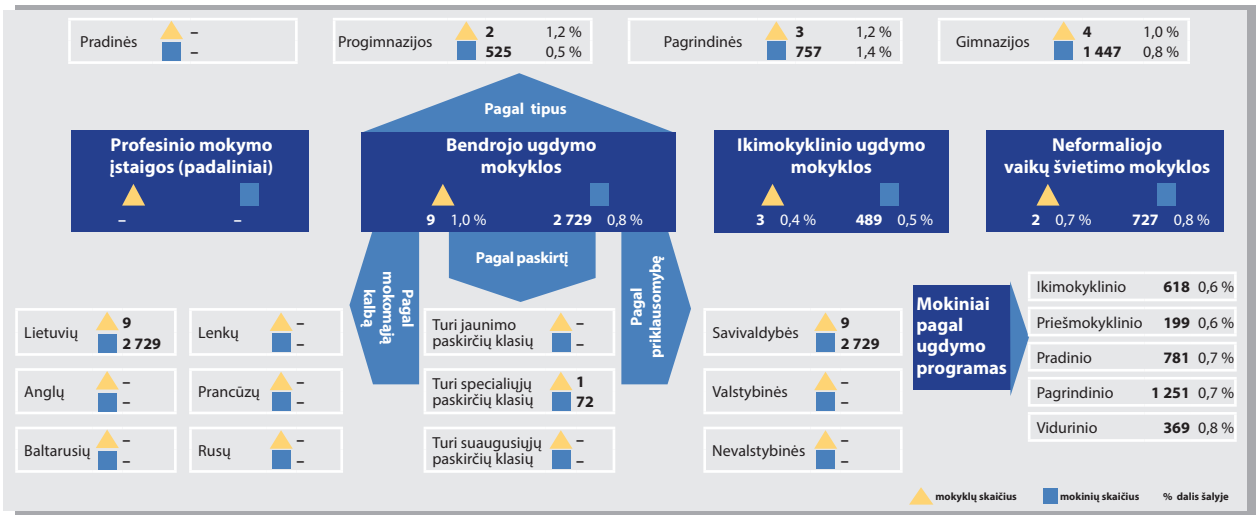 Pradinės
–
–
Progimnazijos
2 1,2 %
525 0,5 %
Pagrindinės
3 1,2 %
757 1,4 %
Gimnazijos
4 1,0 %
1 447 0,8 %
Pagal tipus
Profesinio mokymo
įstaigos (padaliniai)
– –
Bendrojo ugdymo
mokyklos
9 1,0 % 2 729 0,8 %
Ikimokyklinio ugdymo
mokyklos
3 0,4 % 489 0,5 %
Neformaliojo
vaikų švietimo mokyklos
2 0,7 % 727 0,8 %
Pagal
mokomąją
kalbą
Pagal paskirtį
Pagal
priklausomybę
Lietuvių
9
2 729
Lenkų
–
–
Anglų
–
–
Prancūzų
–
–
Baltarusių
–
–
Rusų
–
–
Turi jaunimo
paskirčių klasių
–
–
Turi specialiųjų
paskirčių klasių
1
72
Turi suaugusiųjų
paskirčių klasių
–
–
Savivaldybės
9
2 729
Valstybinės
–
–
Nevalstybinės
–
–
Mokiniai
pagal
ugdymo
programas
Ikimokyklinio 618 0,6 %
Priešmokyklinio 199 0,6 %
Pradinio 781 0,7 %
Pagrindinio 1 251 0,7 %
Vidurinio 369 0,8 %
mokyklų skaičius mokinių skaičius % dalis šalyje